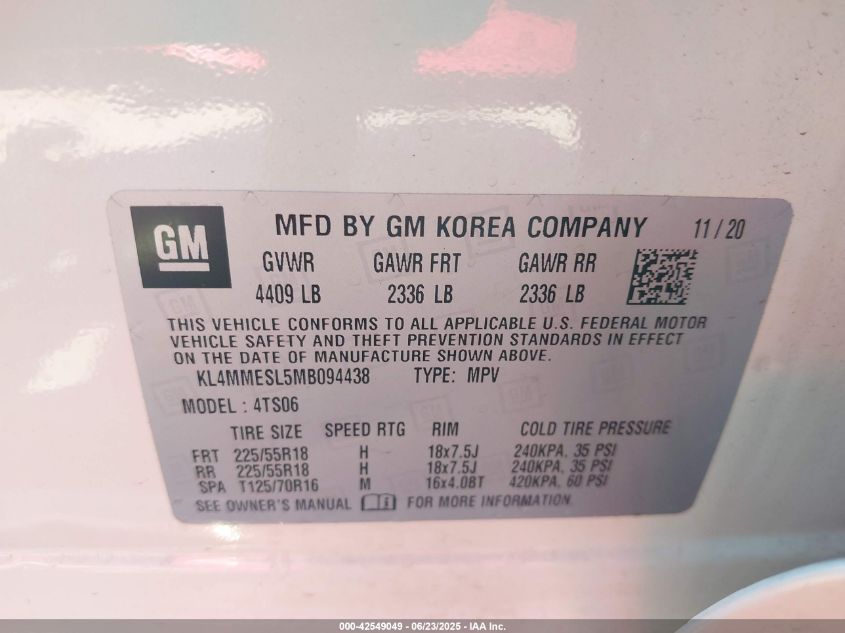 GM
MFD BY GM KOREA COMPANY 11/20
GVWR GAWR FRT GAWR RR
4409 LB 2336 LB 2336 LB
THIS VEHICLE CONFORMS TO ALL APPLICABLE U.S. FEDERAL MOTOR
VEHICLE SAFETY AND THEFT PREVENTION STANDARDS IN EFFECT
ON THE DATE OF MANUFACTURE SHOWN ABOVE.
KL4MMESL5MB094438 TYPE: MPV
MODEL : 4TS06
TIRE SIZE SPEED RTG RIM COLD TIRE PRESSURE
FRT 225/55R18 H 18x7.5J 240KPA, 35 PSI
RR 225/55R18 H 18x7.5J 240KPA, 35 PSI
SPA T125/70R16 M 16x4.0BT 420KPA, 60 PSI
SEE OWNER'S MANUAL FOR MORE INFORMATION.
000-42549049 - 06/23/2025 - IAA Inc.